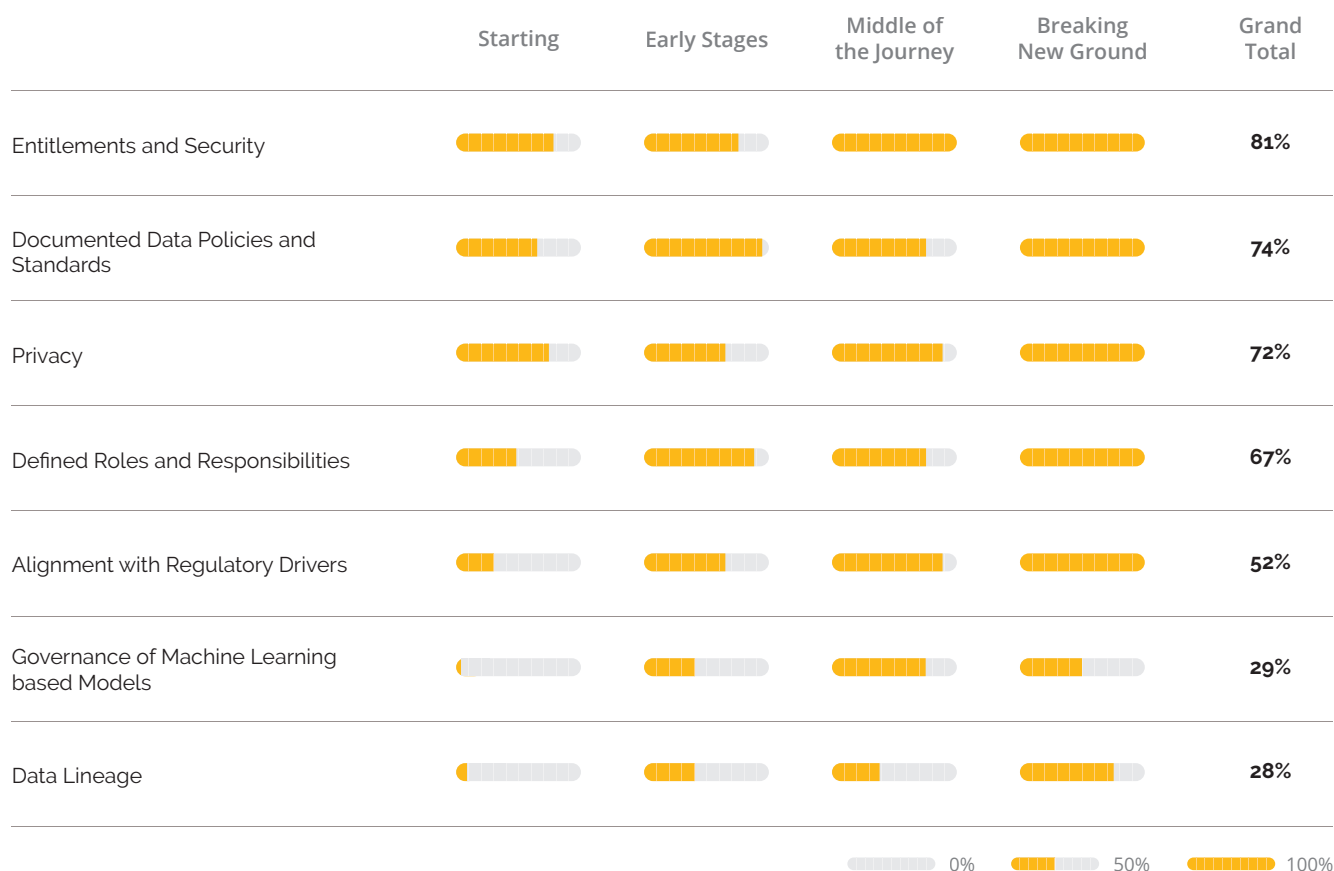 Starting
Early Stages
Middle of
the Journey
Breaking
New Ground
Grand
Total
Entitlements and Security
81%
Documented Data Policies and
Standards
74%
Privacy
72%
Defined Roles and Responsibilities
67%
Alignment with Regulatory Drivers
52%
Governance of Machine Learning
based Models
29%
Data Lineage
28%
0%
50%
100%